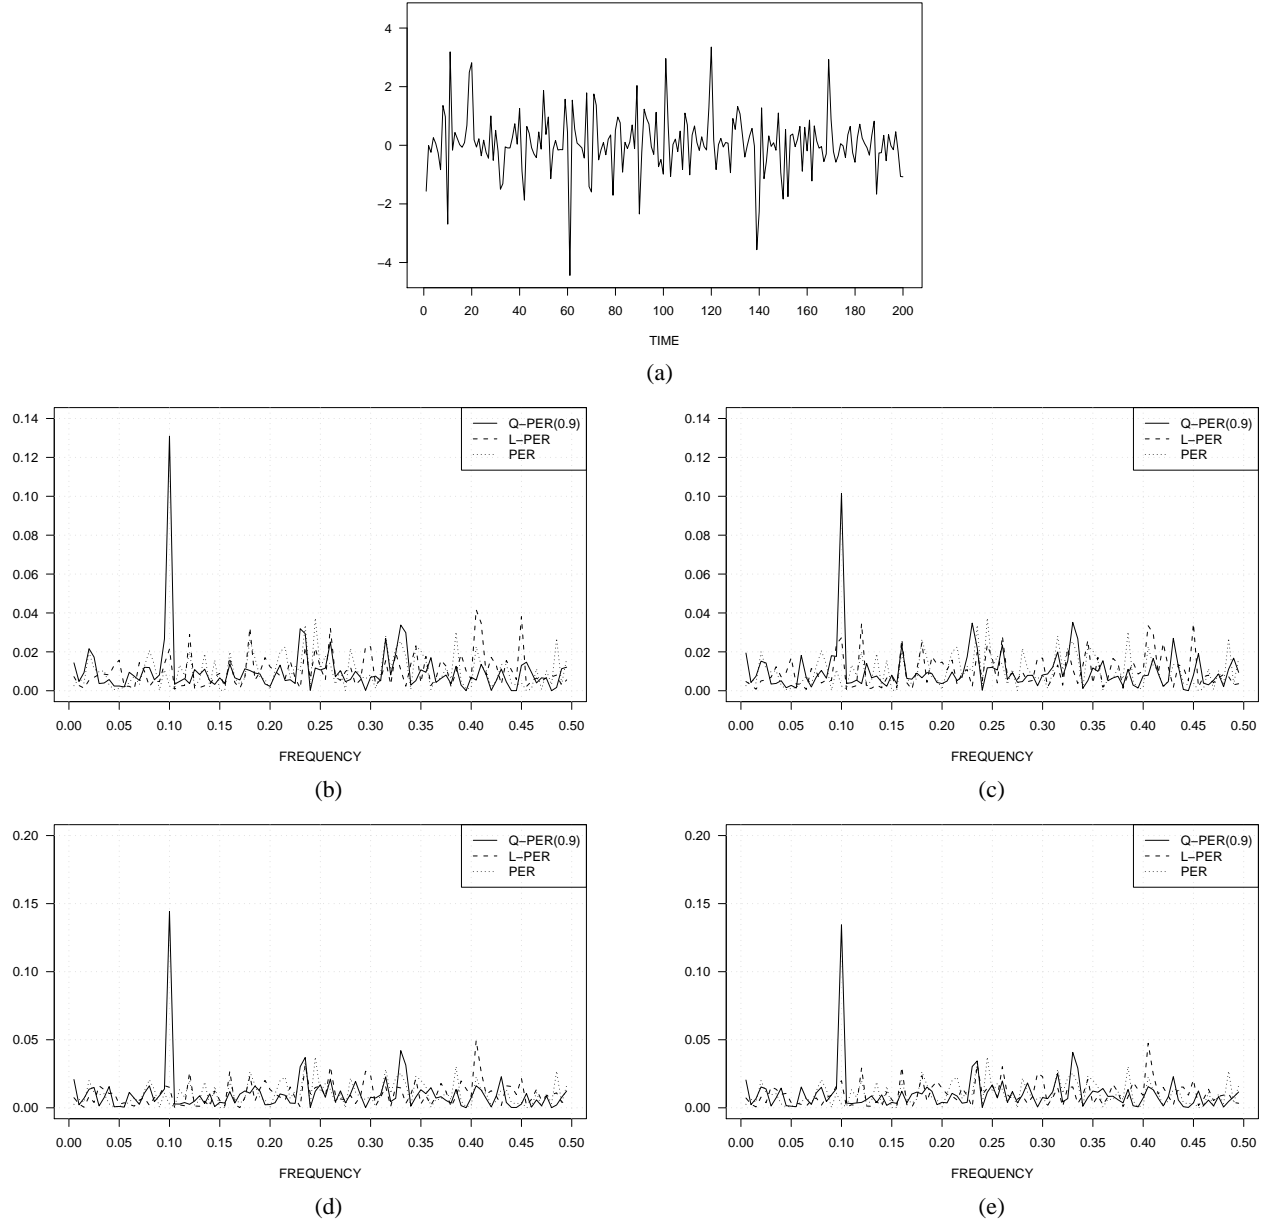 4
2
0
−2
−4
0 20 40 60 80 100 120 140 160 180 200
TIME
(a)
0.14
0.12
0.10
0.08
0.06
0.04
0.02
0.00
Q−PER(0.9)
L−PER
PER
0.00 0.05 0.10 0.15 0.20 0.25 0.30 0.35 0.40 0.45 0.50
FREQUENCY
(b)
0.14
0.12
0.10
0.08
0.06
0.04
0.02
0.00
Q−PER(0.9)
L−PER
PER
0.00 0.05 0.10 0.15 0.20 0.25 0.30 0.35 0.40 0.45 0.50
FREQUENCY
(c)
0.20
0.15
0.10
0.05
0.00
Q−PER(0.9)
L−PER
PER
0.00 0.05 0.10 0.15 0.20 0.25 0.30 0.35 0.40 0.45 0.50
FREQUENCY
(d)
0.20
0.15
0.10
0.05
0.00
Q−PER(0.9)
L−PER
PER
0.00 0.05 0.10 0.15 0.20 0.25 0.30 0.35 0.40 0.45 0.50
FREQUENCY
(e)